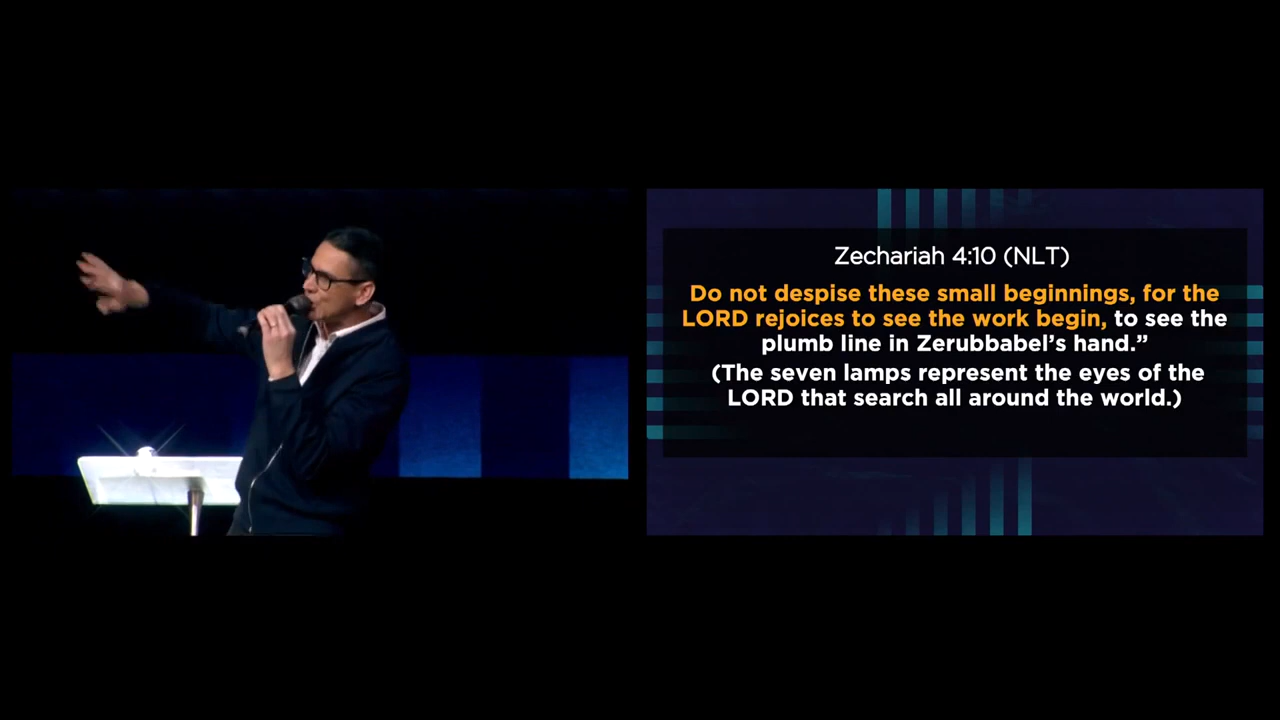 Zechariah 4:10 (NLT)
Do not despise these small beginnings, for the
LORD rejoices to see the work begin, to see the
plumb line in Zerubbabel’s hand.”
(The seven lamps represent the eyes of the
LORD that search all around the world.)